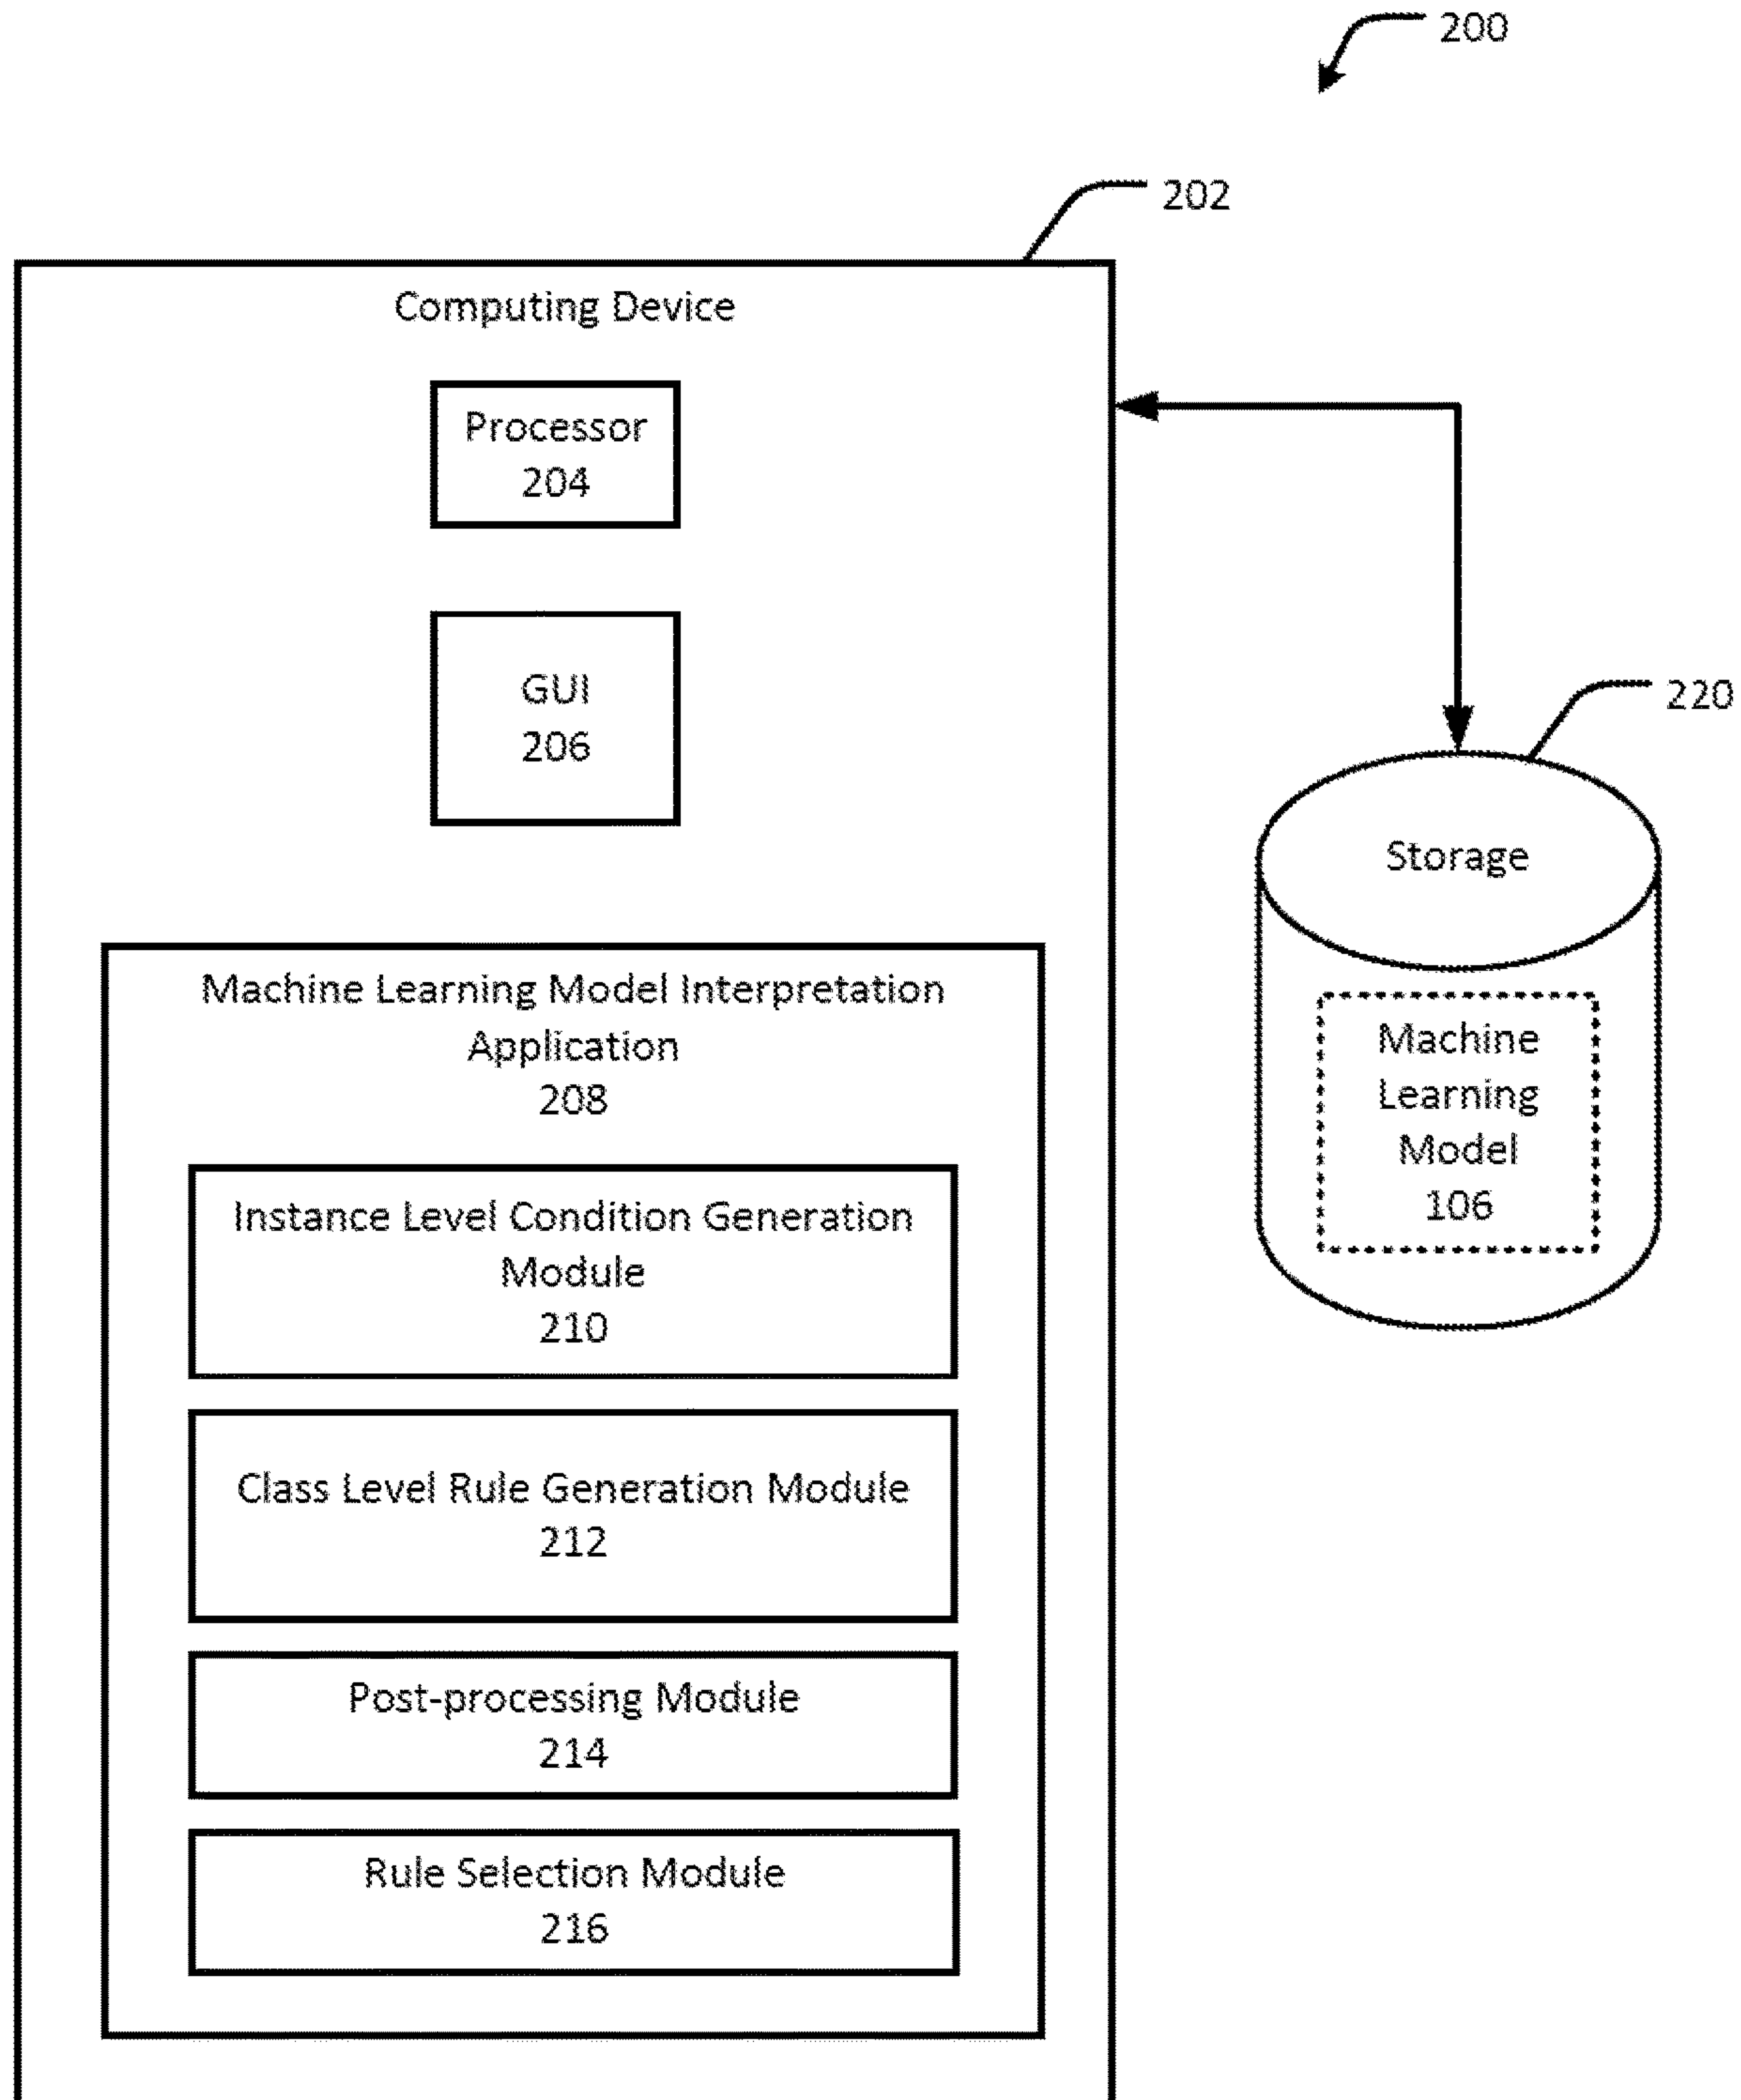 200
202
Computing Device
Processor
204
GUI
206
220
Storage
Machine
Learning
Model
106
Machine Learning Model Interpretation
Application
208
Instance Level Condition Generation
Module
210
Class Level Rule Generation Module
212
Post-processing Module
214
Rule Selection Module
216